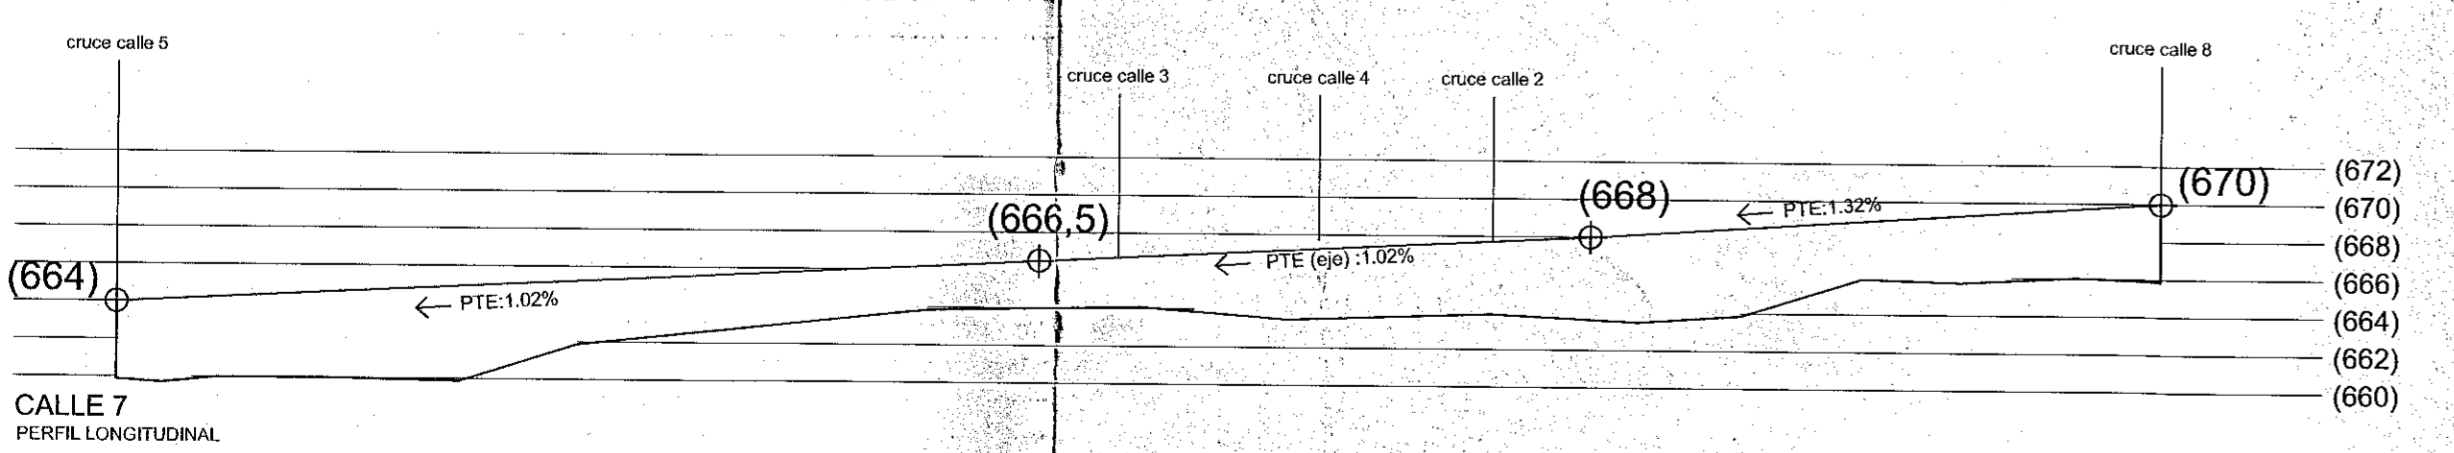 cruce calle 5
cruce calle 3
cruce calle 4
cruce calle 2
cruce calle 8
(664)
(666,5)
(668)
(670)
PTE:1.02%
PTE (eje) :1.02%
PTE:1.32%
(672)
(670)
(668)
(666)
(664)
(662)
(660)
CALLE 7
PERFIL LONGITUDINAL